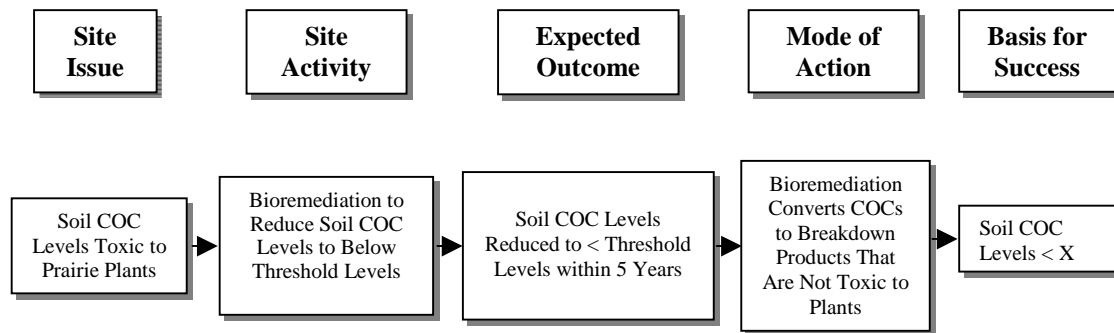 Site
Issue
Site
Activity
Expected
Outcome
Mode of
Action
Basis for
Success
Soil COC
Levels Toxic to
Prairie Plants
Bioremediation to
Reduce Soil COC
Levels to Below
Threshold Levels
Soil COC Levels
Reduced to < Threshold
Levels within 5 Years
Bioremediation
Converts COCs
to Breakdown
Products That
Are Not Toxic to
Plants
Soil COC
Levels < X